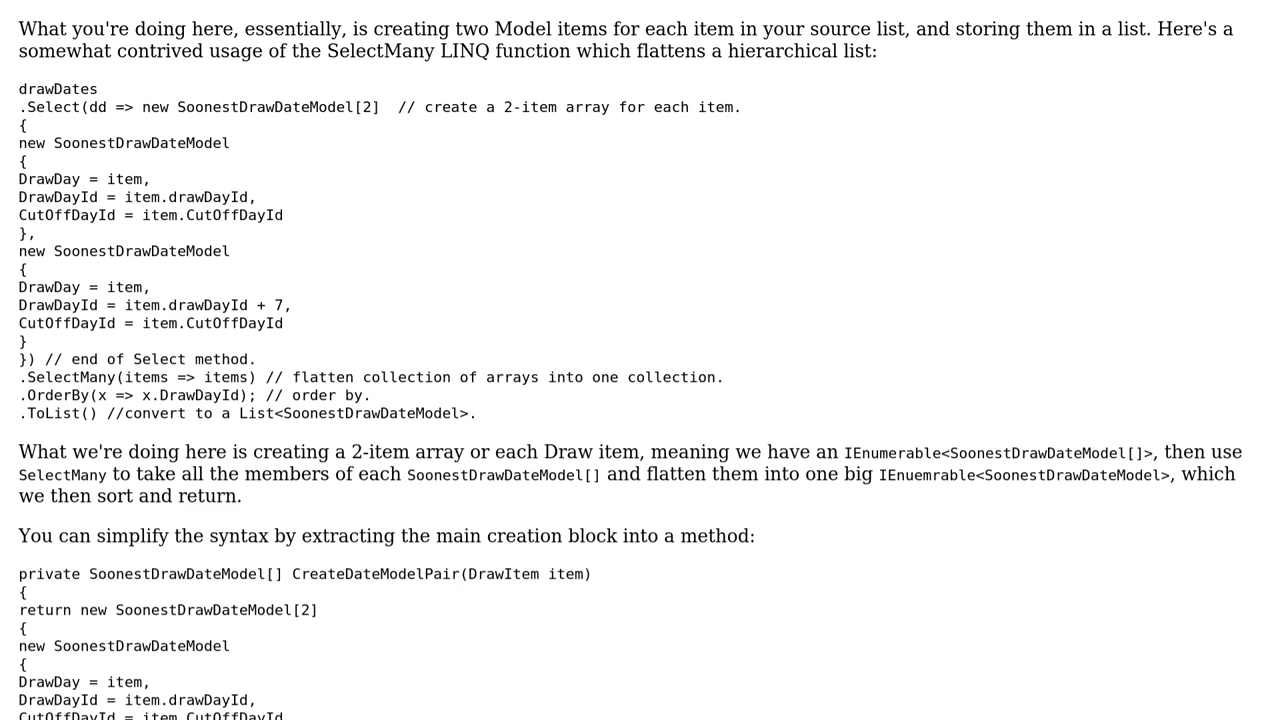 What you're doing here, essentially, is creating two Model items for each item in your source list, and storing them in a list. Here's a
somewhat contrived usage of the SelectMany LINQ function which flattens a hierarchical list:
drawDates
.Select(dd => new SoonestDrawDateModel[2]  // create a 2-item array for each item.
{
new SoonestDrawDateModel
{
DrawDay = item,
DrawDayId = item.drawDayId,
CutOffDayId = item.CutOffDayId
},
new SoonestDrawDateModel
{
DrawDay = item,
DrawDayId = item.drawDayId + 7,
CutOffDayId = item.CutOffDayId
}
}) // end of Select method.
.SelectMany(items => items) // flatten collection of arrays into one collection.
.OrderBy(x => x.DrawDayId); // order by.
.ToList() //convert to a List<SoonestDrawDateModel>.
What we're doing here is creating a 2-item array or each Draw item, meaning we have an IEnumerable<SoonestDrawDateModel[]>, then use
SelectMany to take all the members of each SoonestDrawDateModel[] and flatten them into one big IEnuemrable<SoonestDrawDateModel>, which
we then sort and return.
You can simplify the syntax by extracting the main creation block into a method:
private SoonestDrawDateModel[] CreateDateModelPair(DrawItem item)
{
return new SoonestDrawDateModel[2]
{
new SoonestDrawDateModel
{
DrawDay = item,
DrawDayId = item.drawDayId,
CutOffDayId = item.CutOffDayId